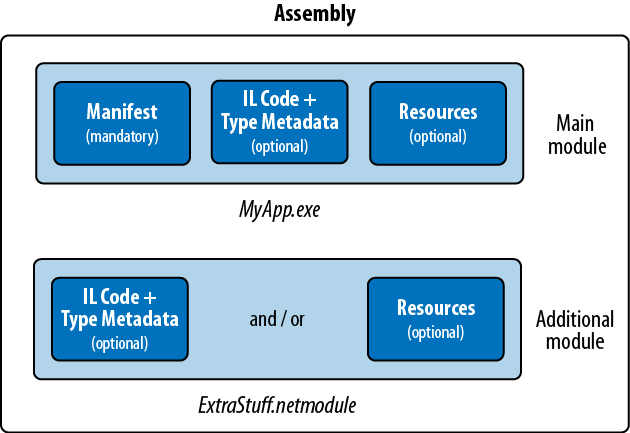 Assembly
Manifest
(mandatory)
IL Code +
Type Metadata
(optional)
Resources
(optional)
Main
module
MyApp.exe
IL Code +
Type Metadata
(optional)
and / or
Resources
(optional)
Additional
module
ExtraStuff.netmodule